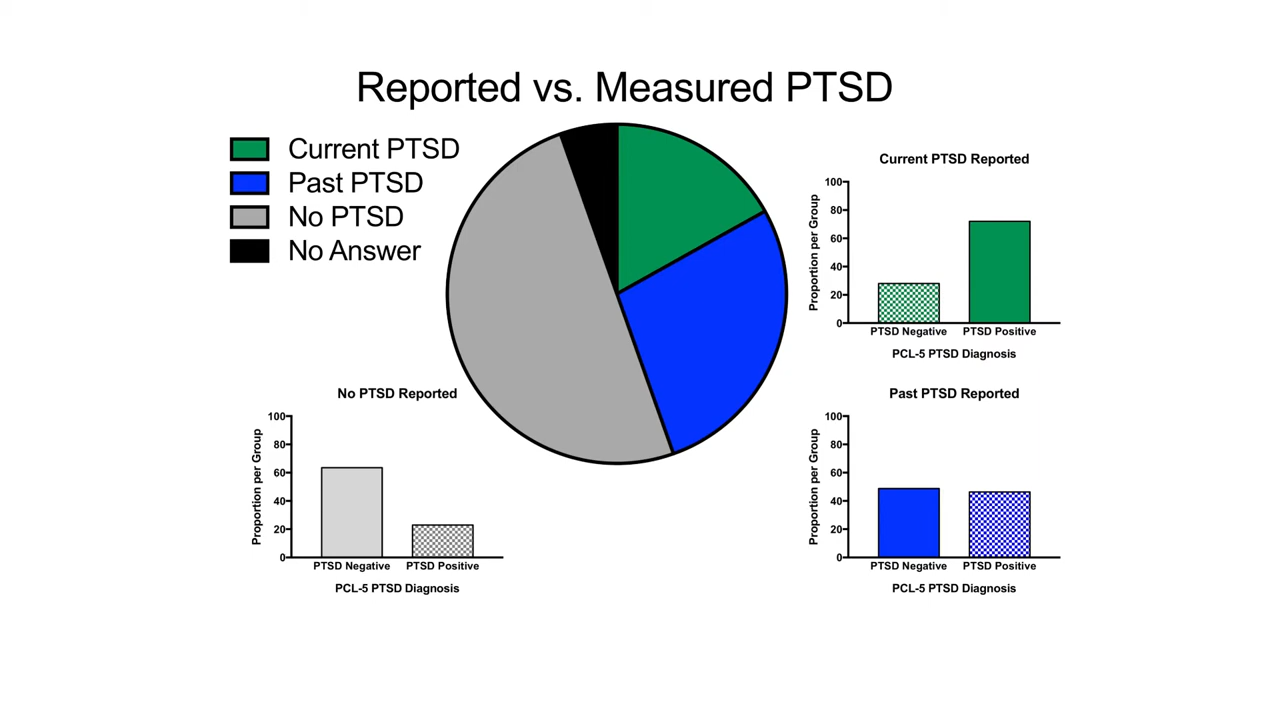 Reported vs. Measured PTSD
Current PTSD
Past PTSD
No PTSD
No Answer
Current PTSD Reported
100
80
60
40
20
0
Proportion per Group
PTSD Negative PTSD Positive
PCL-5 PTSD Diagnosis
No PTSD Reported
100
80
60
40
20
0
Proportion per Group
PTSD Negative PTSD Positive
PCL-5 PTSD Diagnosis
Past PTSD Reported
100
80
60
40
20
0
Proportion per Group
PTSD Negative PTSD Positive
PCL-5 PTSD Diagnosis